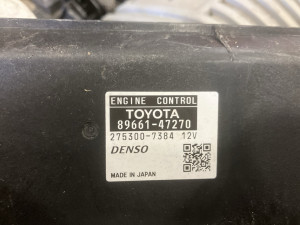 ENGINE CONTROL
TOYOTA
89661-47270
275300-7384 12V
DENSO
MADE IN JAPAN